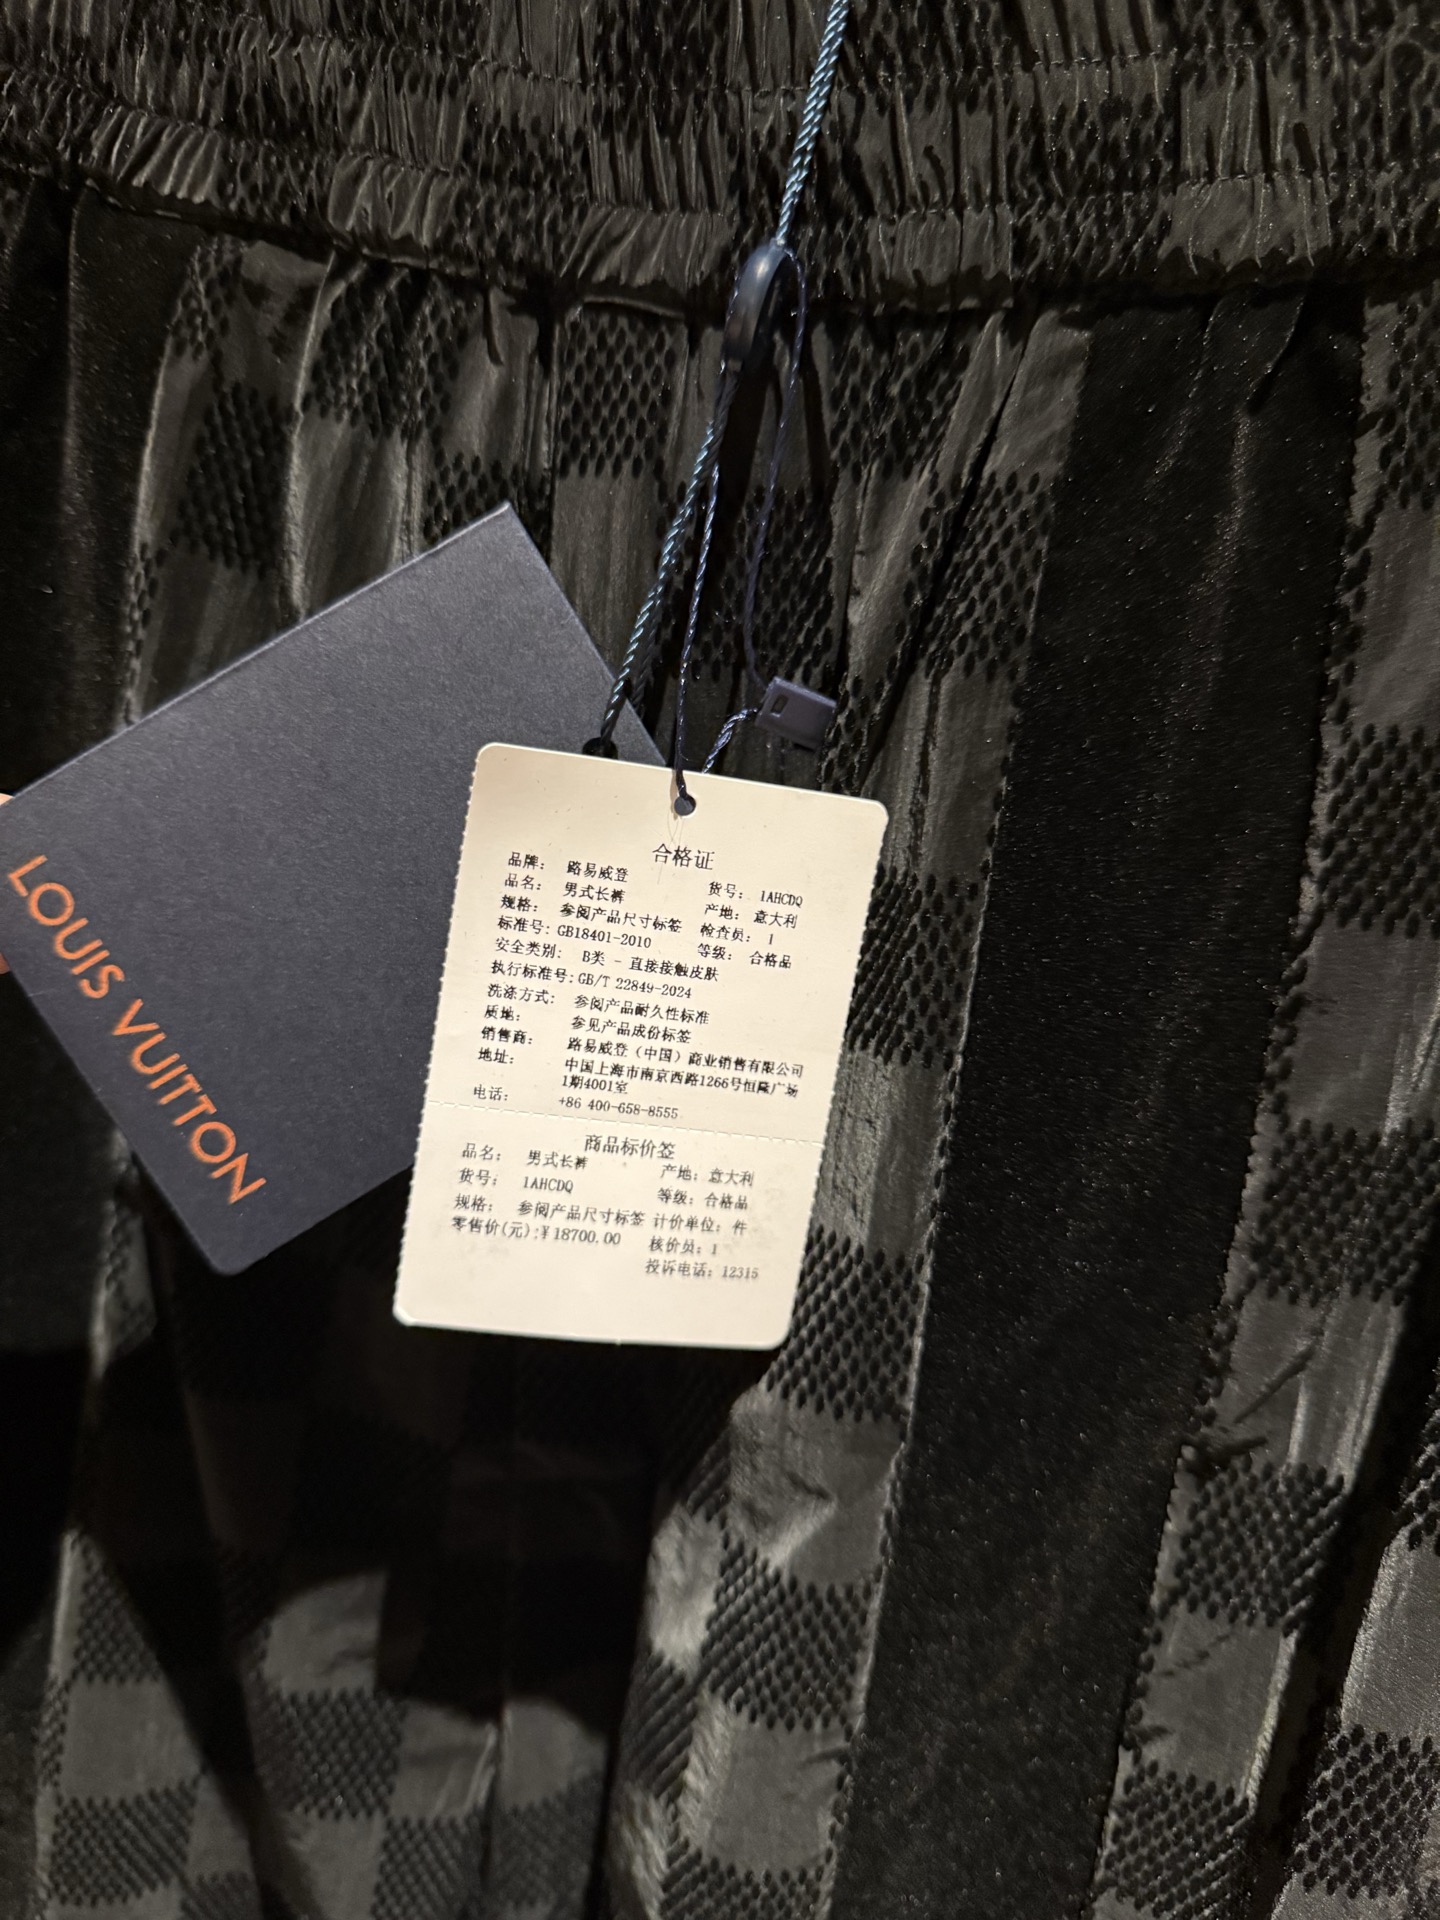 LOUIS VUITTON
合格证
品牌: 路易威登 货号: 1AHCDQ
品名: 男式长裤 产地: 意大利
规格: 参阅产品尺寸标签 检查员: 1
标准号: GB18401-2010 等级: 合格品
安全类别: B类 - 直接接触皮肤
执行标准号: GB/T 22849-2024
洗涤方式: 参阅产品耐久性标准
质地: 参见产品成份标签
销售商: 路易威登（中国）商业销售有限公司
地址: 中国上海市南京西路1266号恒隆广场
1期4001室
电话: +86 400-658-8555
商品标价签
品名: 男式长裤 产地: 意大利
货号: 1AHCDQ 等级: 合格品
规格: 参阅产品尺寸标签 计价单位: 件
零售价(元):¥18700.00 核价员: 1
投诉电话: 12315